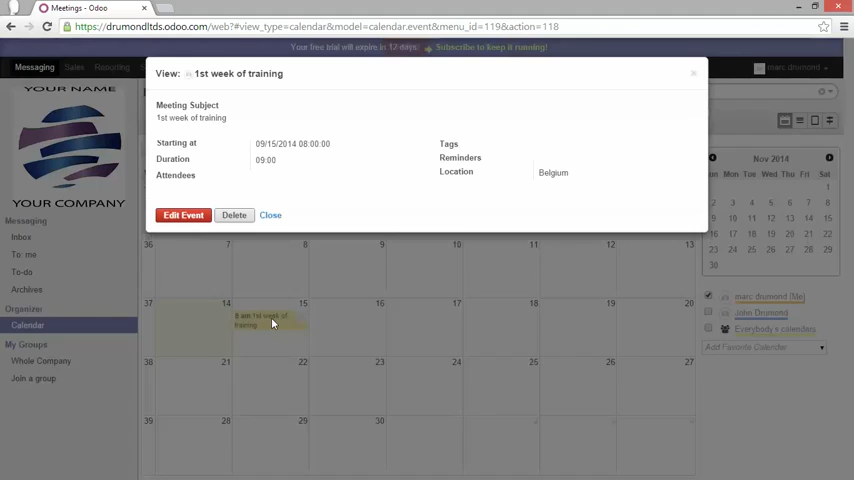 Meetings - Odoo
https://drumondltds.odoo.com/web?#view_type=calendar&model=calendar.event&menu_id=119&action=118
Your free trial will expire in 12 days. Subscribe to keep it running!
Messaging Sales Reporting
marc drumond
YOUR NAME
YOUR COMPANY
View: 1st week of training
Meeting Subject
1st week of training
Starting at 09/15/2014 08:00:00
Duration 09:00
Attendees
Tags
Reminders
Location Belgium
Edit Event Delete Close
Messaging
Inbox
To: me
To-do
Archives
Organizer
Calendar
My Groups
Whole Company
Join a group
36 7 8 9 10 11 12 13
37 14 15 16 17 18 19 20
8 am 1st week of
training
38 21 22 23 24 25 26 27
39 28 29 30
Nov 2014
Sun Mon Tue Wed Thu Fri Sat
1
2 3 4 5 6 7 8
9 10 11 12 13 14 15
16 17 18 19 20 21 22
23 24 25 26 27 28 29
30
marc drumond [Me]
John Drumond
Everybody's calendars
Add Favorite Calendar